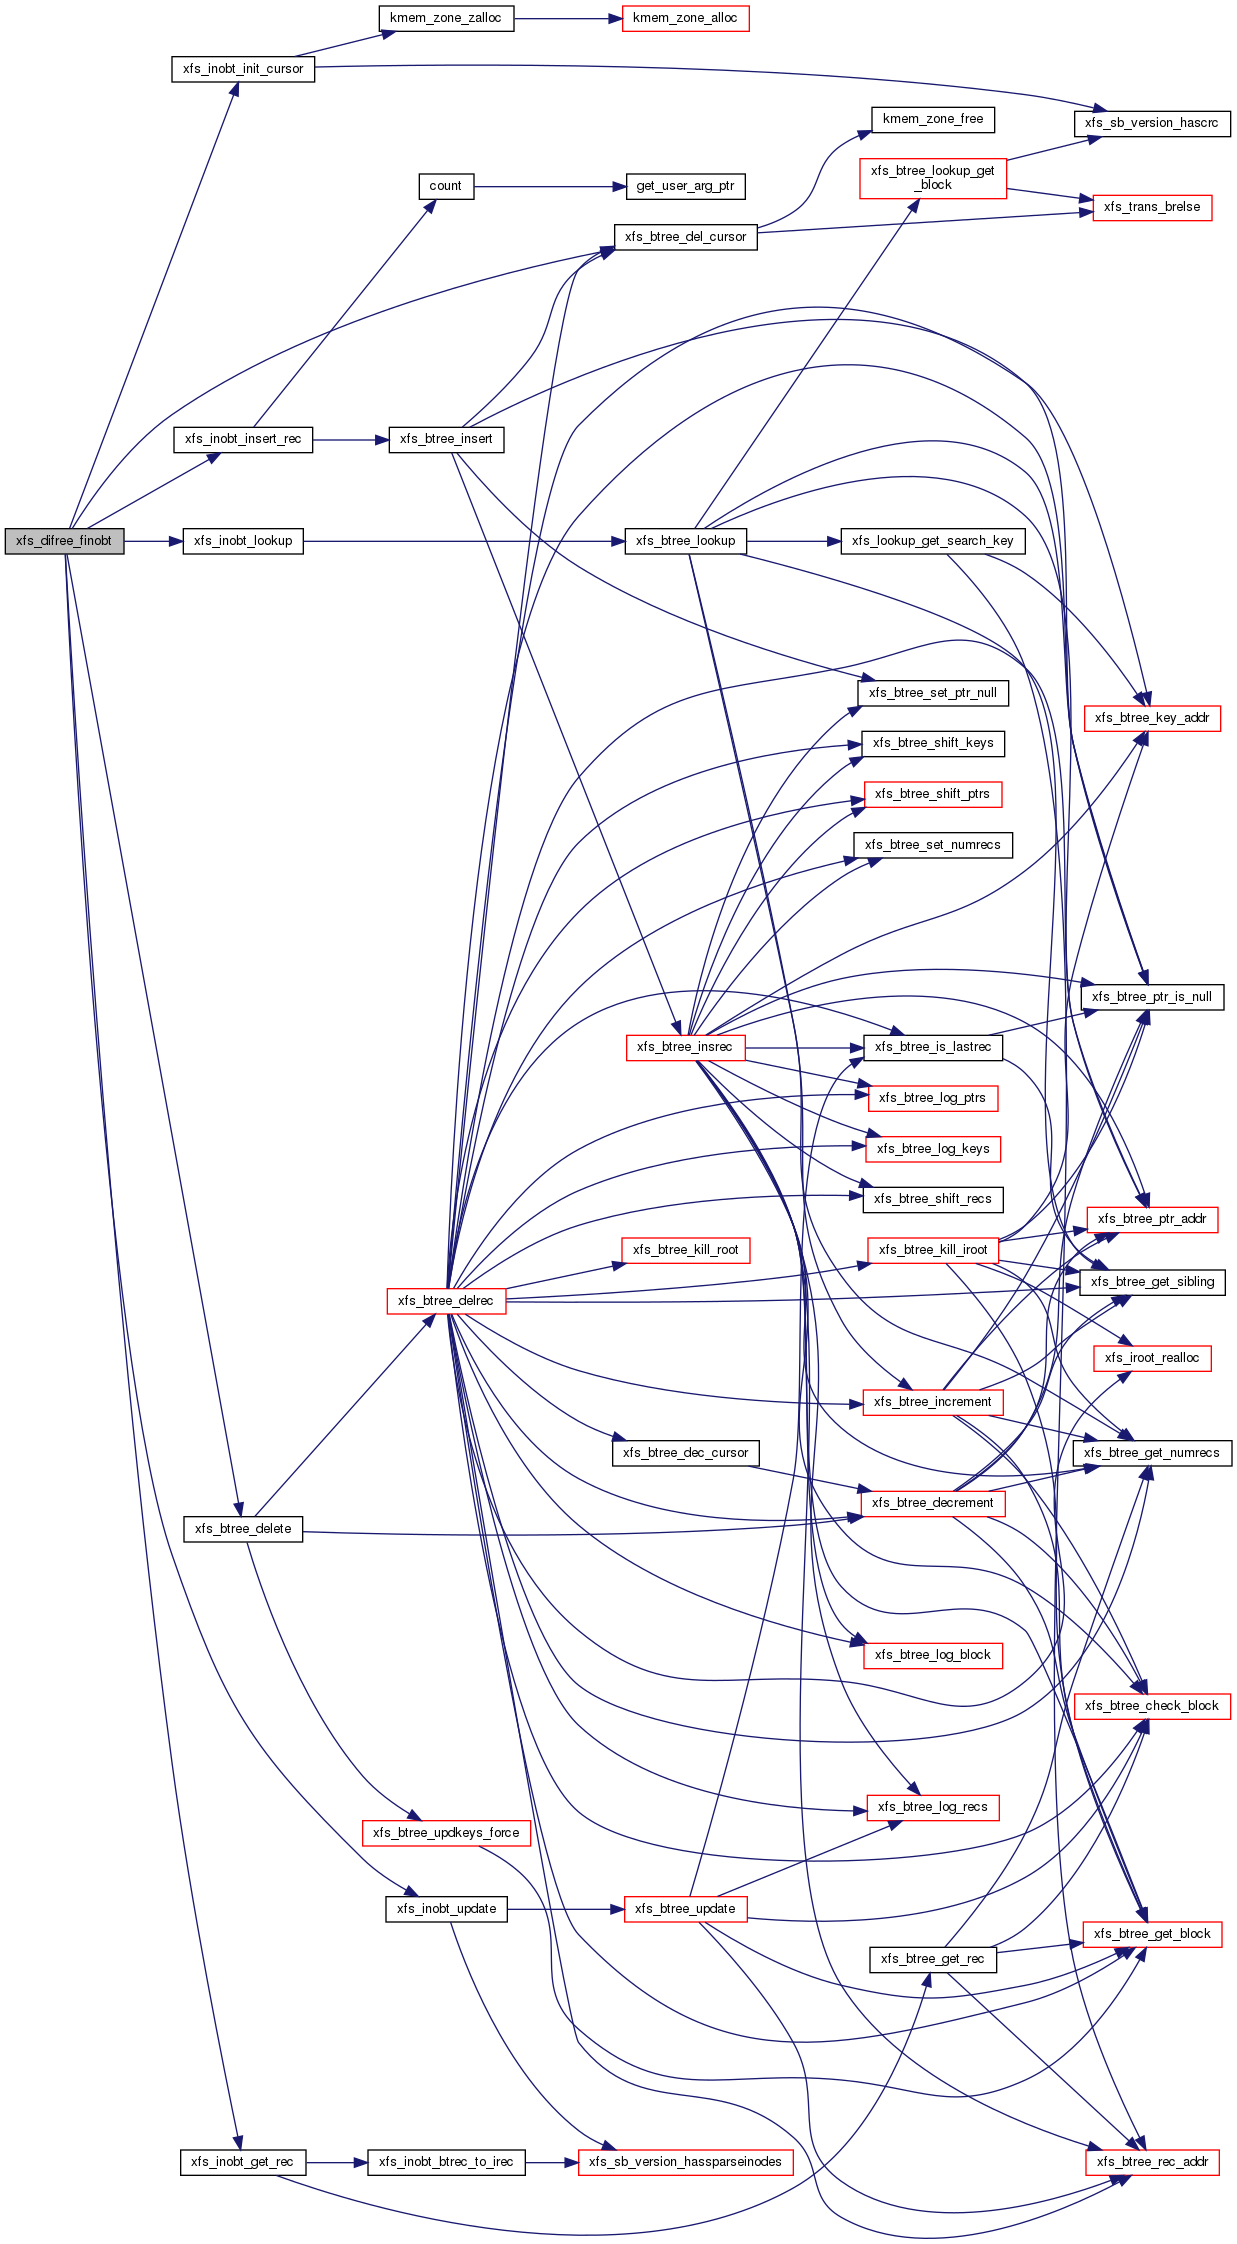 kmem_zone_zalloc
kmem_zone_alloc
xfs_inobt_init_cursor
kmem_zone_free
xfs_sb_version_hascrc
xfs_btree_lookup_get
_block
count
get_user_arg_ptr
xfs_trans_brelse
xfs_btree_del_cursor
xfs_inobt_insert_rec
xfs_btree_insert
xfs_difree_finobt
xfs_inobt_lookup
xfs_btree_lookup
xfs_lookup_get_search_key
xfs_btree_set_ptr_null
xfs_btree_key_addr
xfs_btree_shift_keys
xfs_btree_shift_ptrs
xfs_btree_set_numrecs
xfs_btree_ptr_is_null
xfs_btree_insrec
xfs_btree_is_lastrec
xfs_btree_log_ptrs
xfs_btree_log_keys
xfs_btree_shift_recs
xfs_btree_ptr_addr
xfs_btree_kill_root
xfs_btree_kill_iroot
xfs_btree_get_sibling
xfs_btree_delrec
xfs_iroot_realloc
xfs_btree_increment
xfs_btree_dec_cursor
xfs_btree_get_numrecs
xfs_btree_decrement
xfs_btree_delete
xfs_btree_log_block
xfs_btree_check_block
xfs_btree_log_recs
xfs_btree_updkeys_force
xfs_inobt_update
xfs_btree_update
xfs_btree_get_block
xfs_btree_get_rec
xfs_inobt_get_rec
xfs_inobt_btrec_to_irec
xfs_sb_version_hassparseinodes
xfs_btree_rec_addr